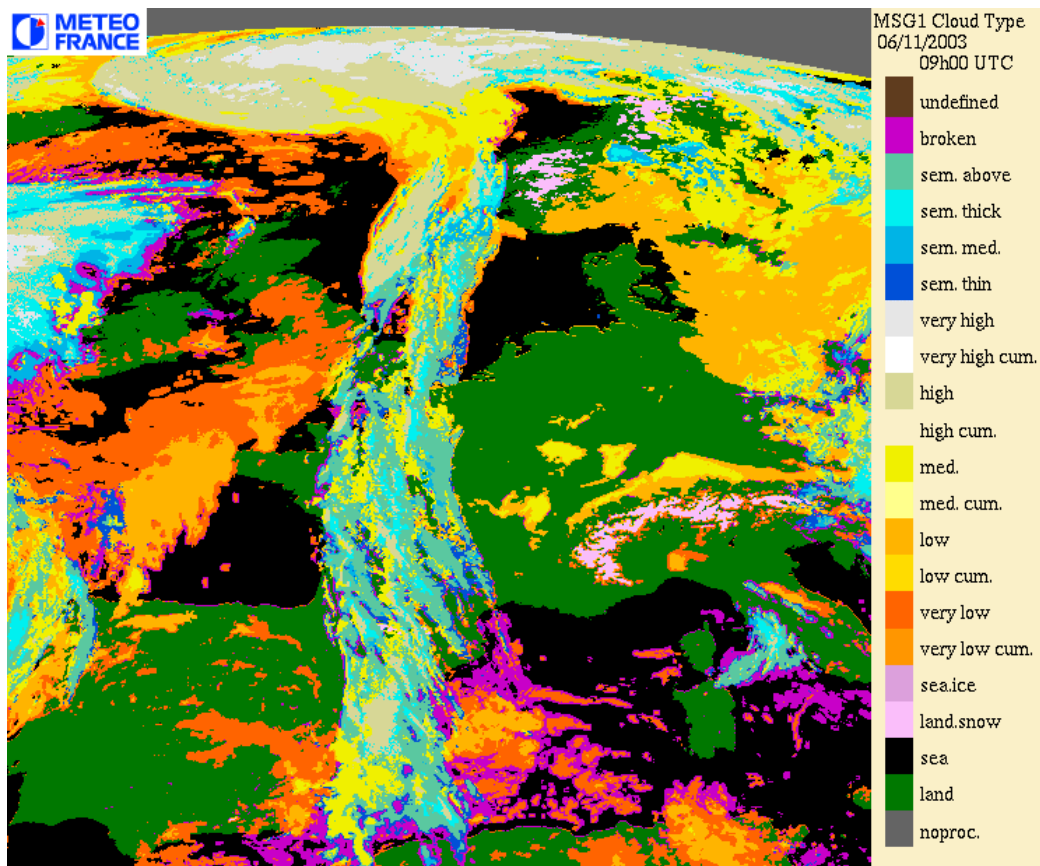 METEO
FRANCE
MSG1 Cloud Type
06/11/2003
09h00 UTC
undefined
broken
sem. above
sem. thick
sem. med.
sem. thin
very high
very high cum.
high
high cum.
med.
med. cum.
low
low cum.
very low
very low cum.
sea.ice
land.snow
sea
land
noproc.